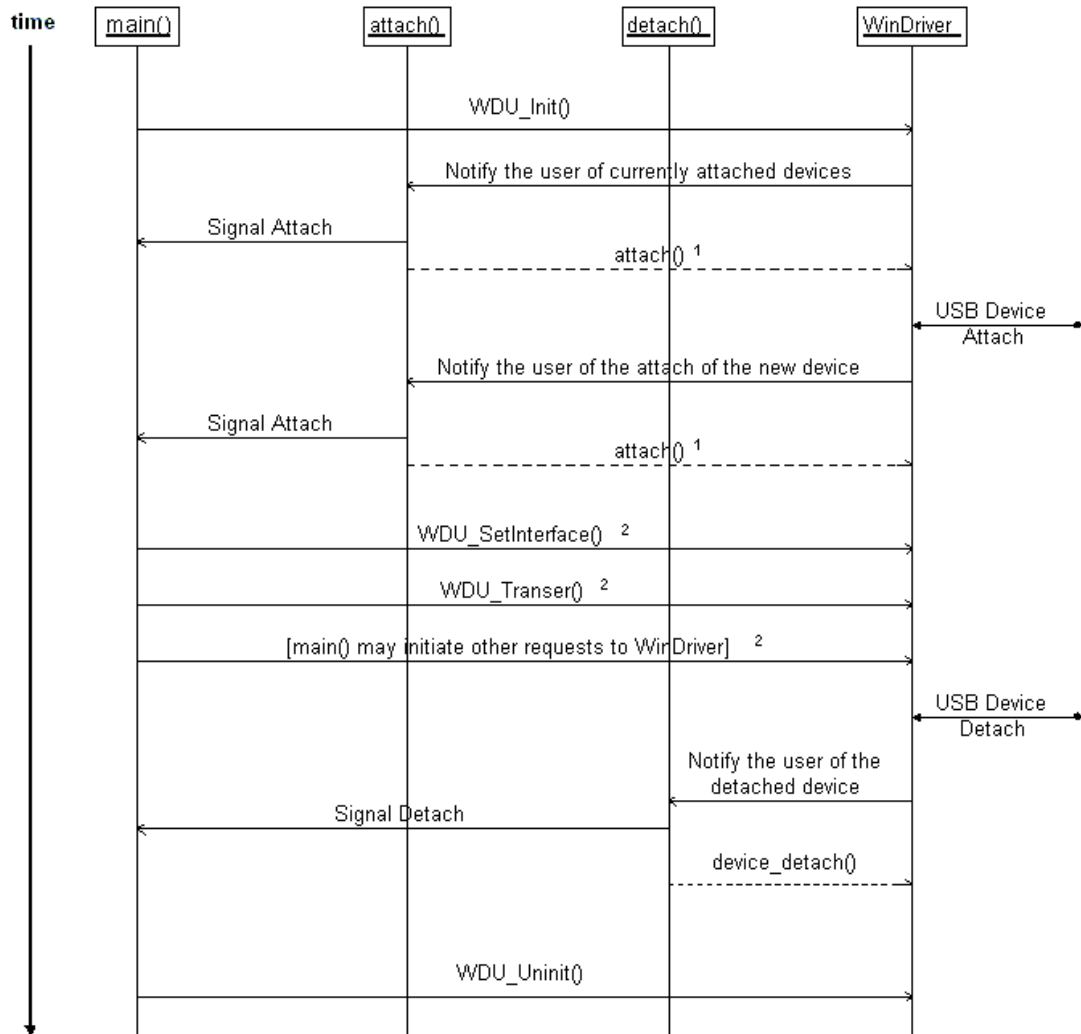 time
main()
attach()
detach()
WinDriver
WDU_Init()
Notify the user of currently attached devices
Signal Attach
attach() 1
USB Device
Attach
Notify the user of the attach of the new device
Signal Attach
attach() 1
WDU_SetInterface() 2
WDU_Transer() 2
[main() may initiate other requests to WinDriver] 2
USB Device
Detach
Notify the user of the
detached device
Signal Detach
device_detach()
WDU_Uninit()